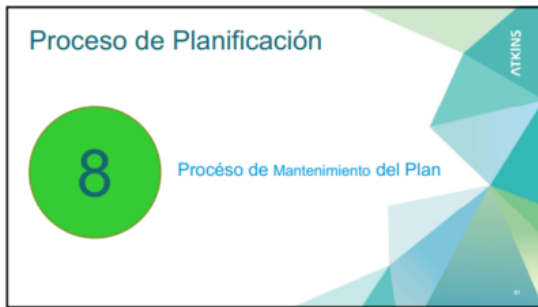 Proceso de Planificación
ATKINS
8
Procéso de Mantenimiento del Plan